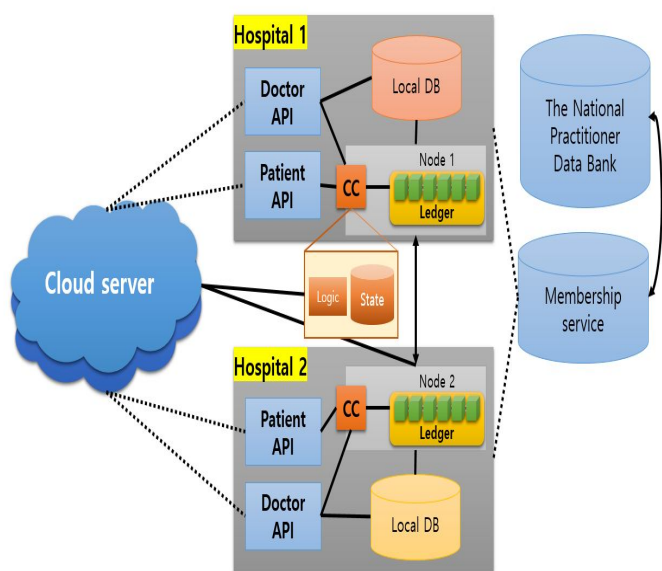 Hospital 1
Doctor
API
Local DB
Patient
API
Node 1
CC
Ledger
The National
Practitioner
Data Bank
Cloud server
Logic
State
Membership
service
Hospital 2
Node 2
CC
Ledger
Patient
API
Doctor
API
Local DB